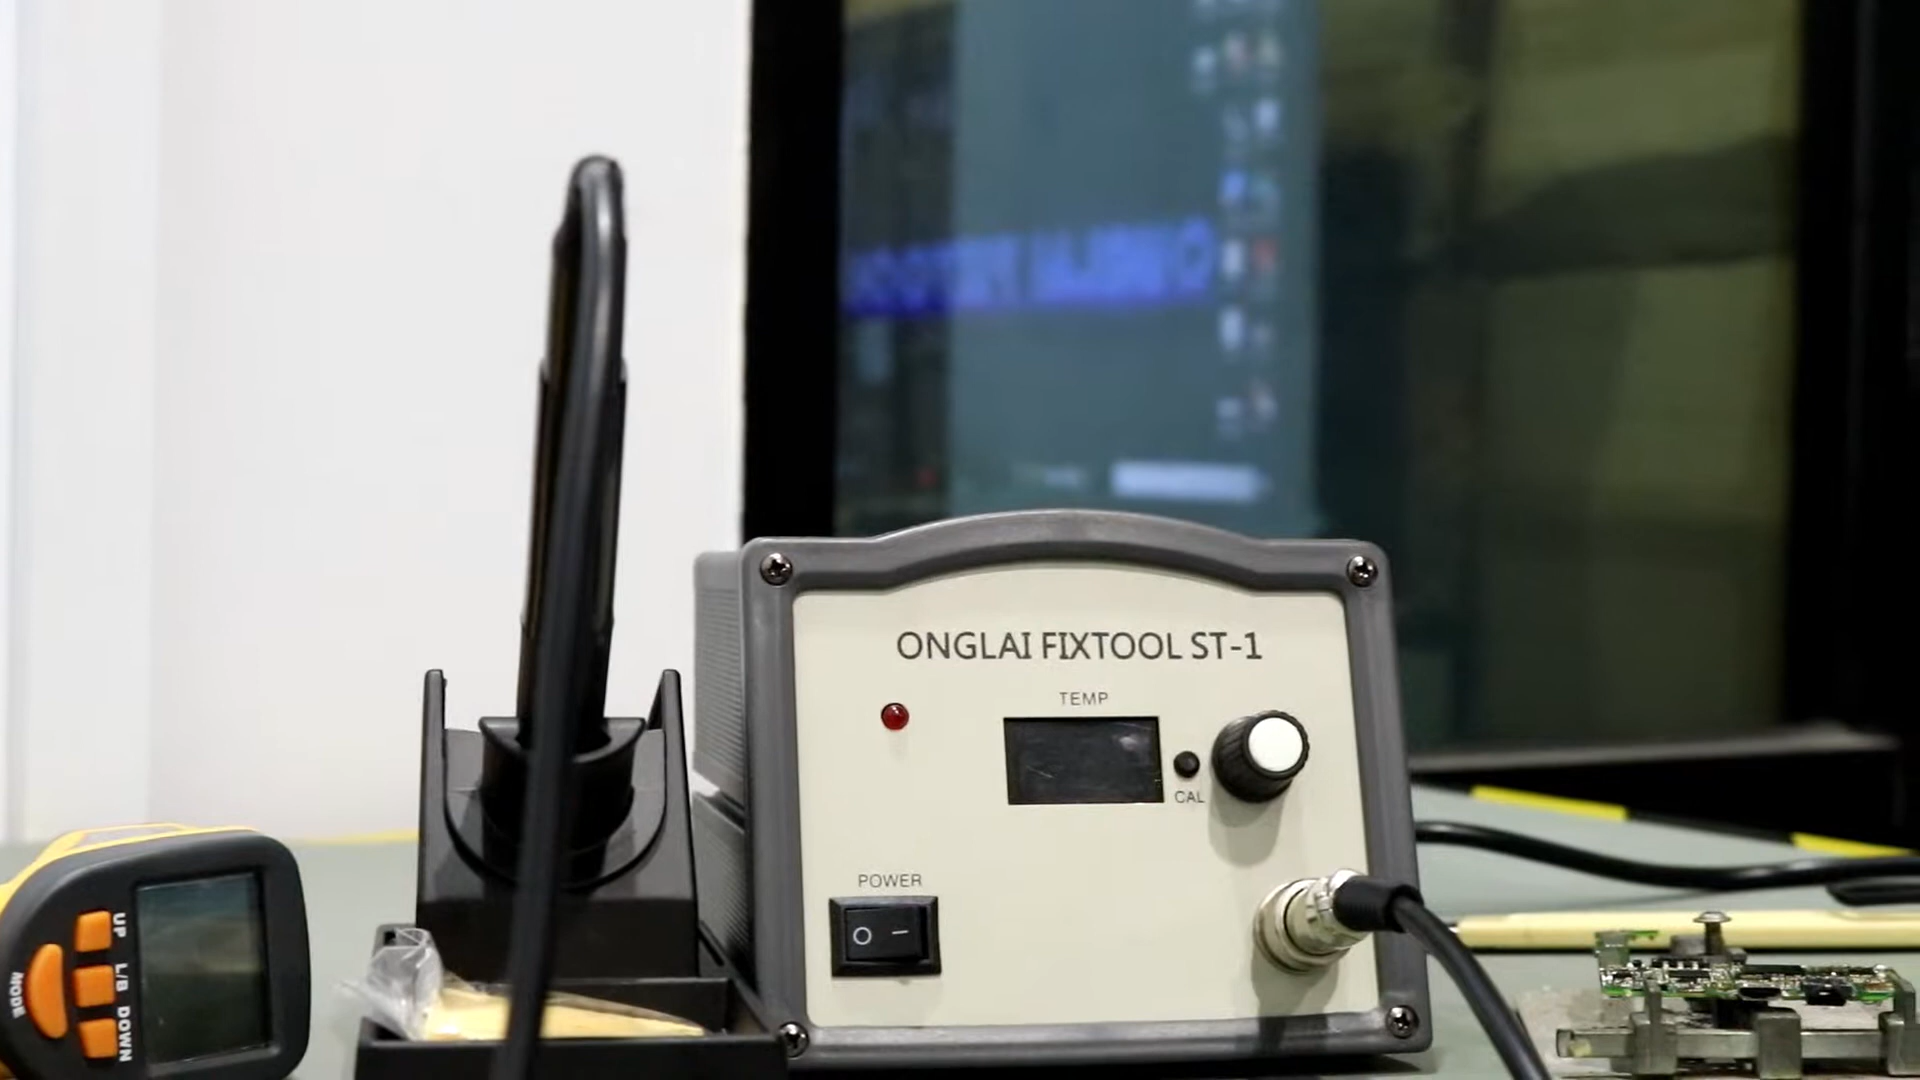 ONGLAI FIXTOOL ST-1
TEMP
CAL
POWER
UP
L/B
DOWN
MODE